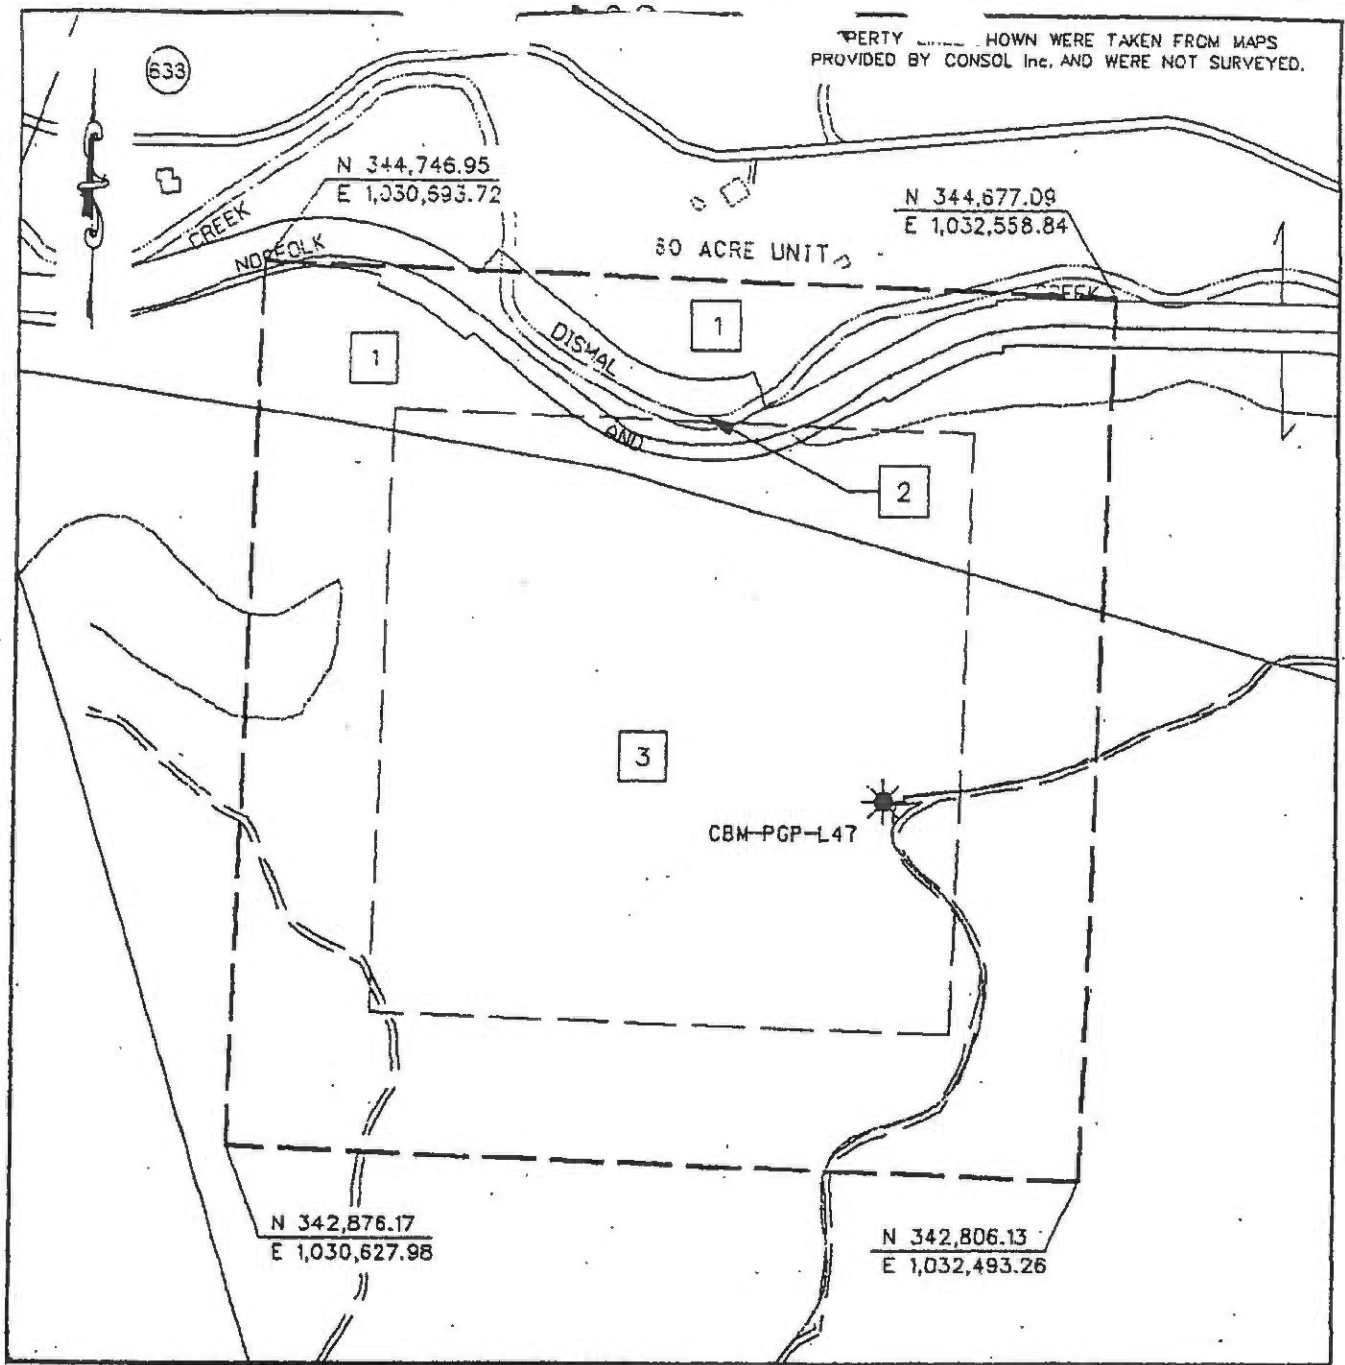 PROVIDED BY CONSOL Inc. AND WERE NOT SURVEYED.
HOWN WERE TAKEN FROM MAPS
633
N 344,746.95
E 1,030,693.72
N 344,677.09
E 1,032,558.84
CREEK
NORFOLK
80 ACRE UNIT
CREEK
1
1
DISMAL
AND
2
3
CBM-PGP-L47
N 342,876.17
E 1,030,627.98
N 342,806.13
E 1,032,493.26